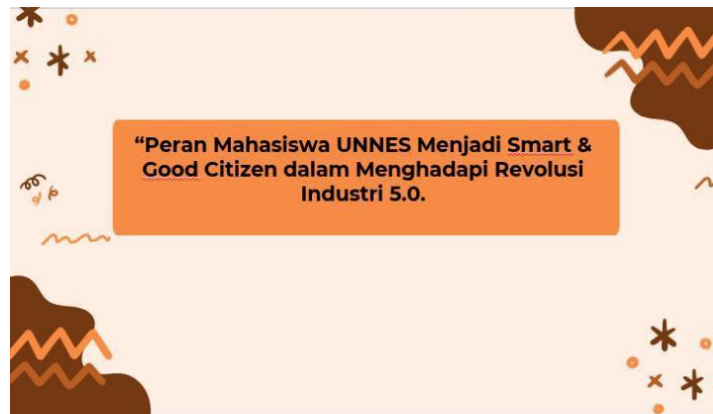 “Peran Mahasiswa UNNES Menjadi Smart &
Good Citizen dalam Menghadapi Revolusi
Industri 5.0.